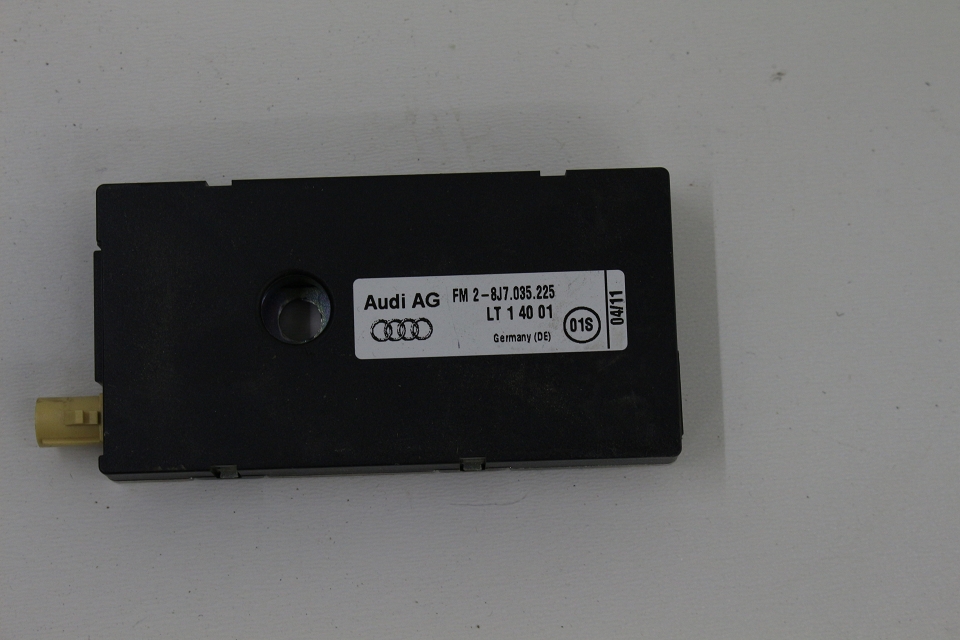 Audi AG
FM 2-8J7.035.225
LT 1 40 01
Germany (DE)
01S
04/11